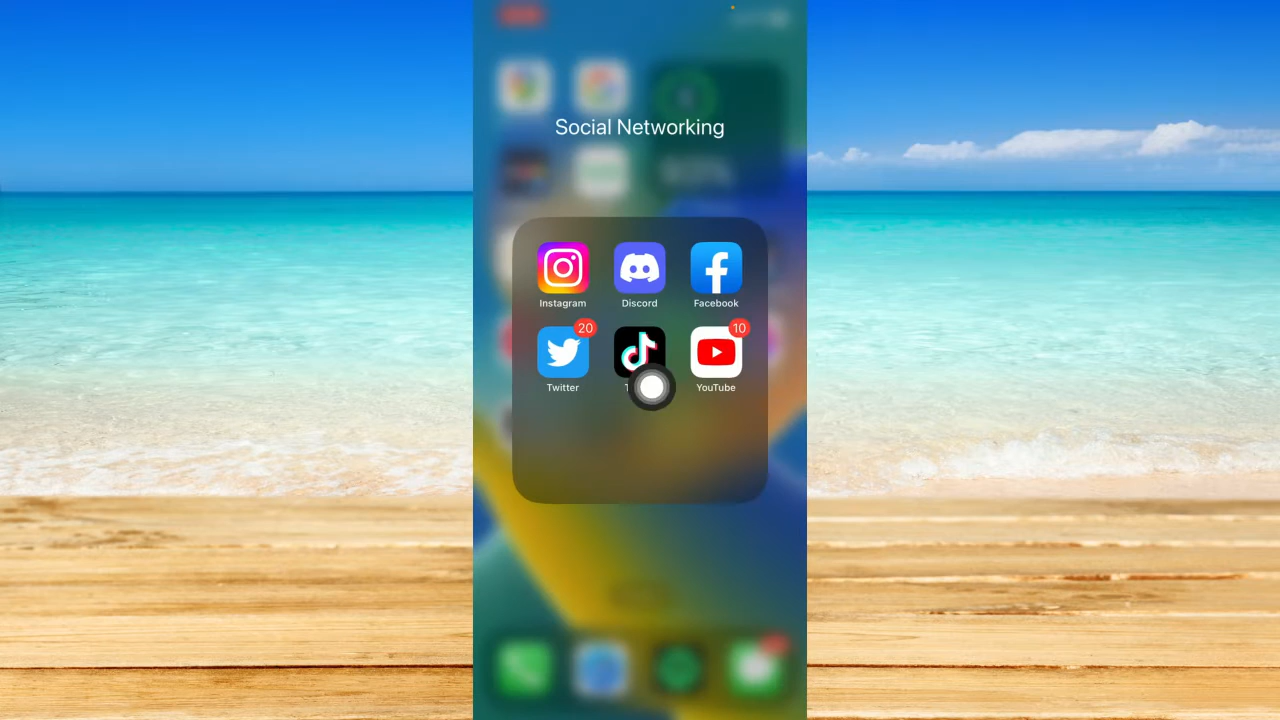 Social Networking
Instagram
Discord
Facebook
20
10
Twitter
YouTube